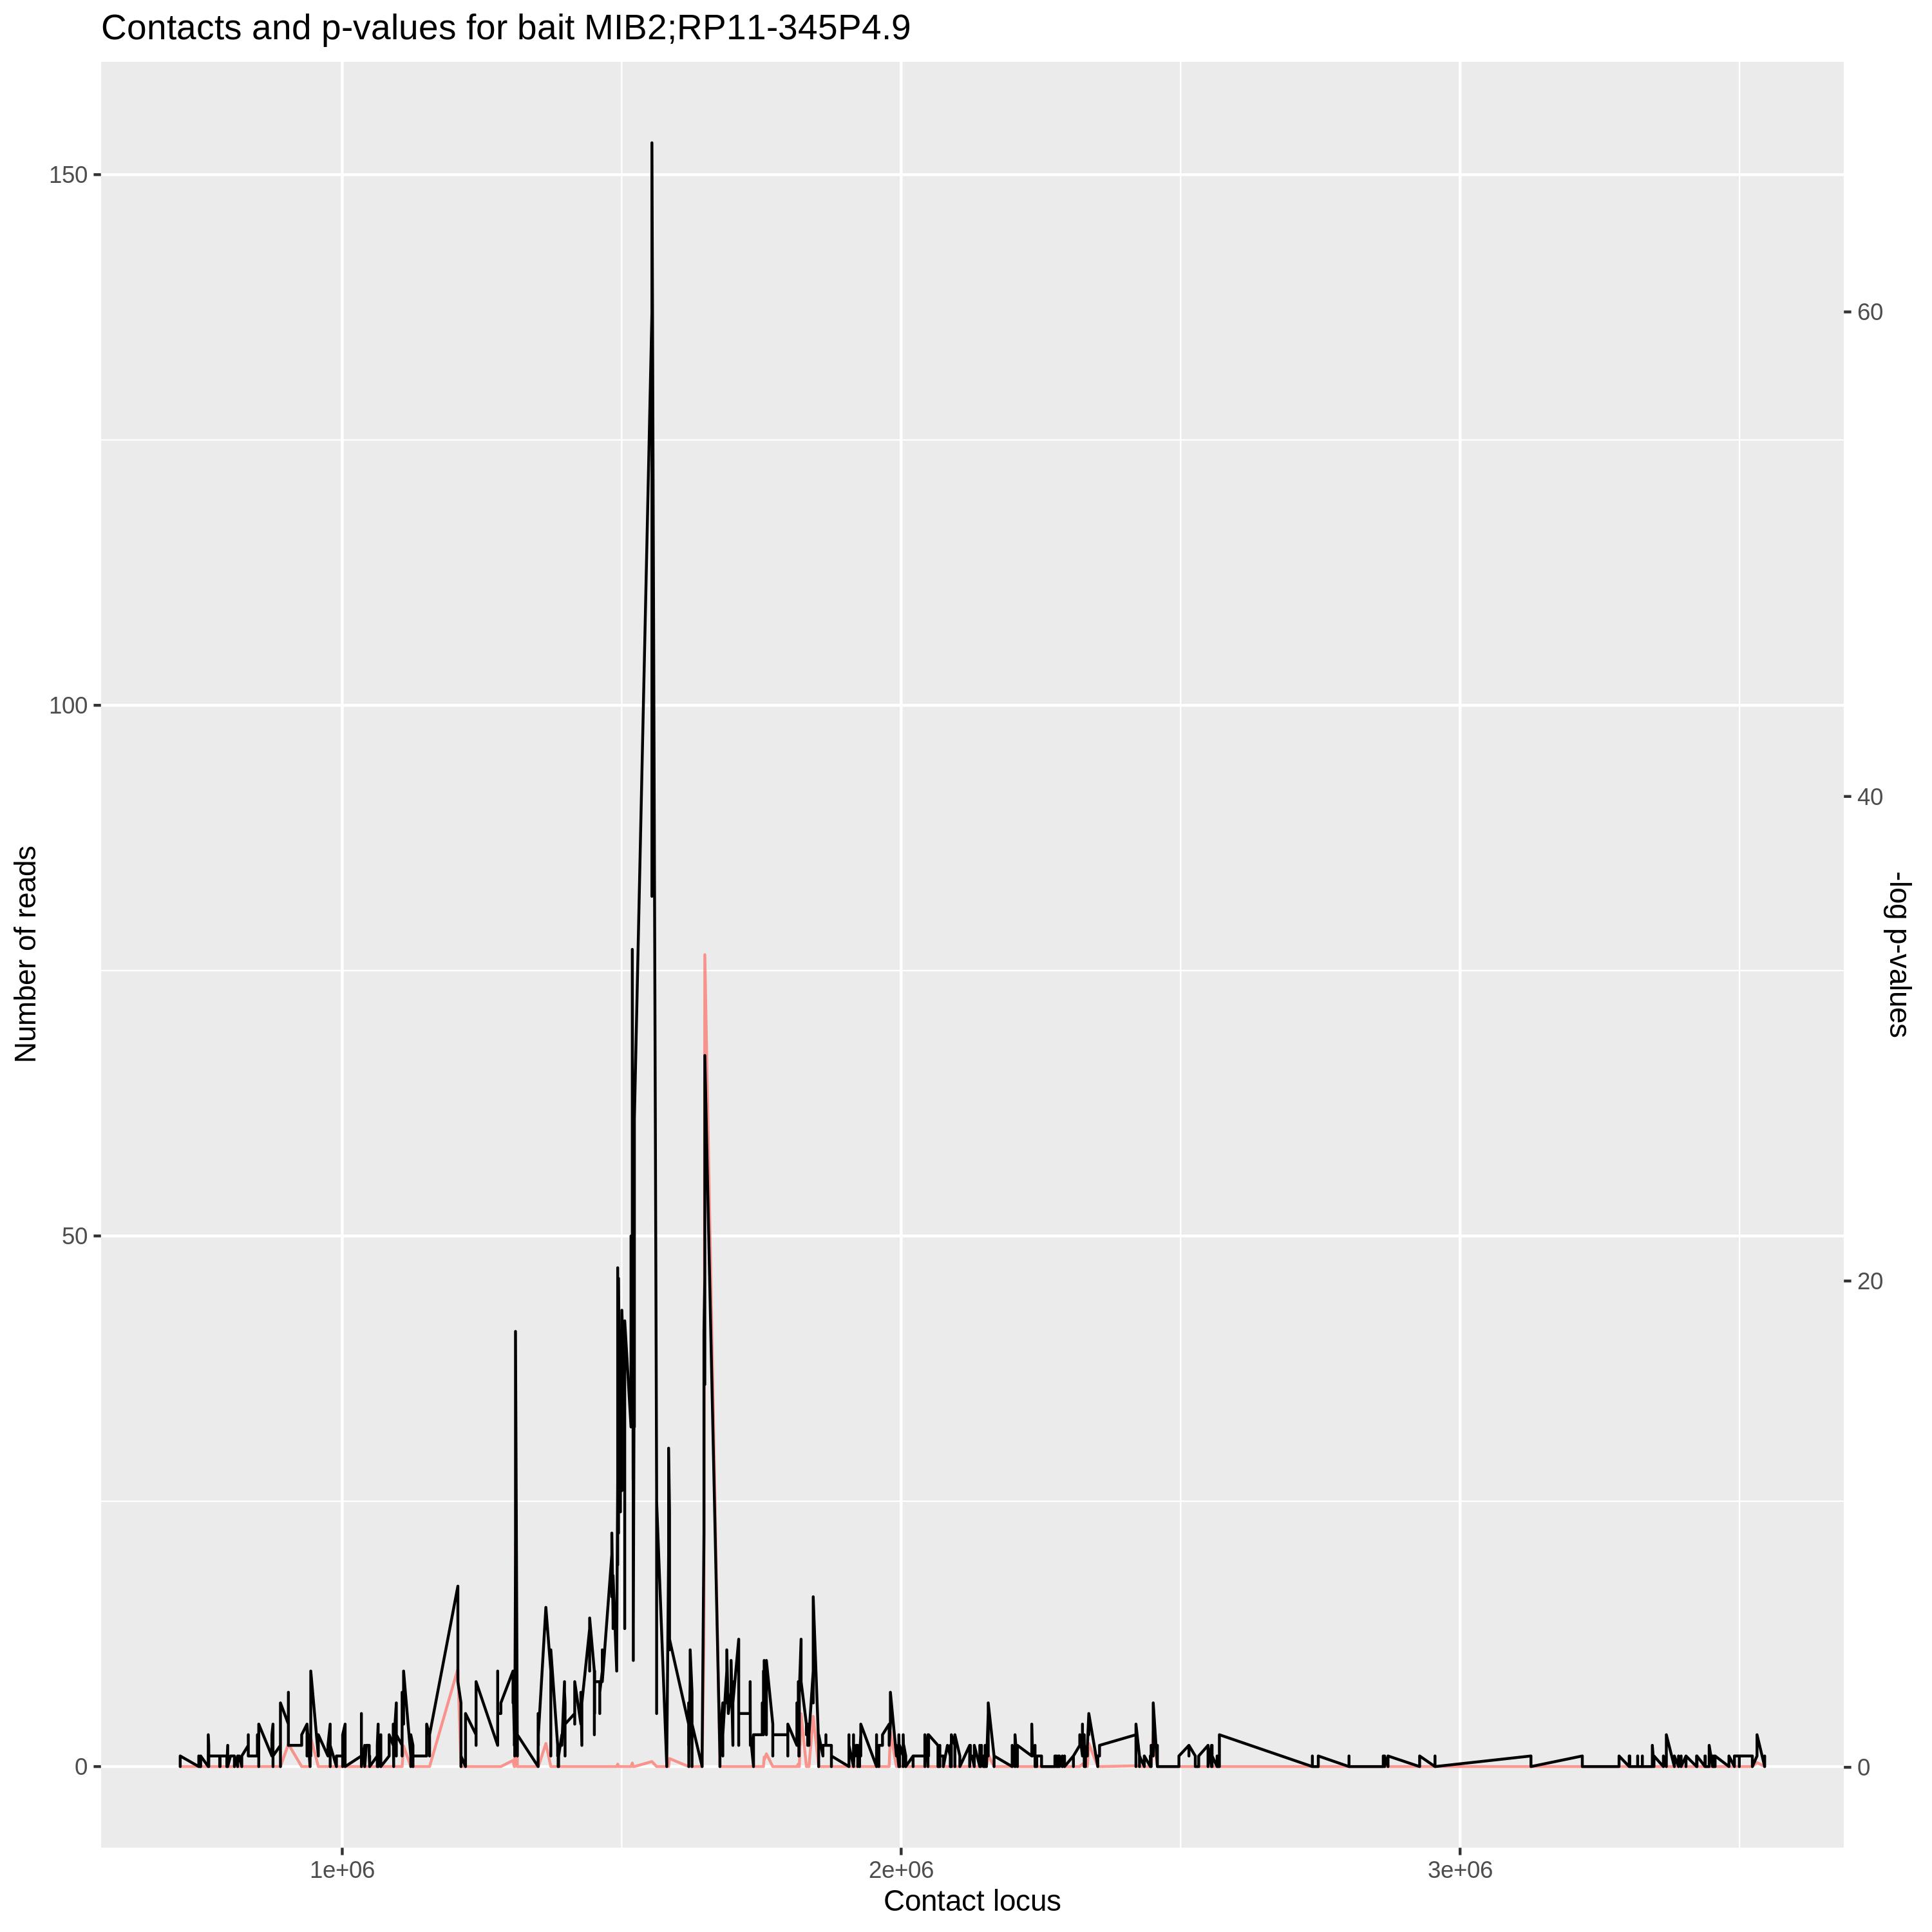 Contacts and p-values for bait MIB2;RP11-345P4.9
150
100
50
0
60
40
20
0
Number of reads
-log p-values
1e+06 2e+06 3e+06
Contact locus